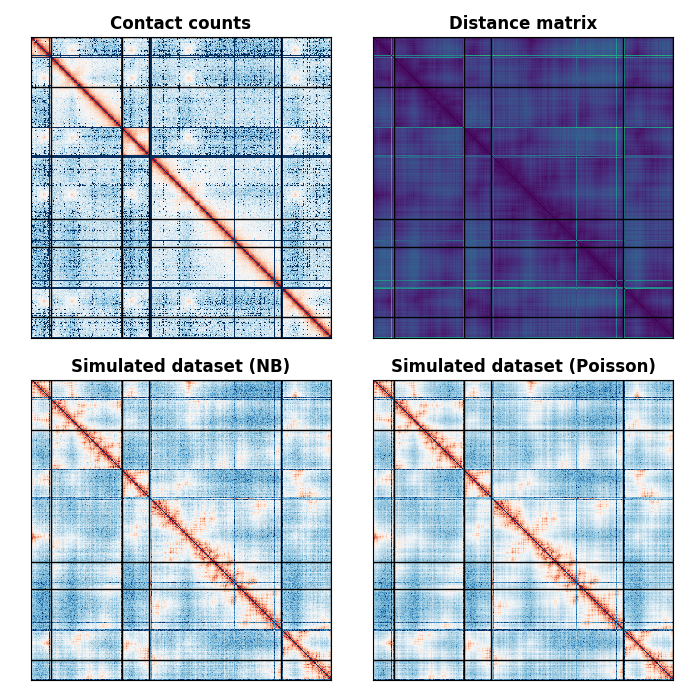 Contact counts
Distance matrix
Simulated dataset (NB)
Simulated dataset (Poisson)